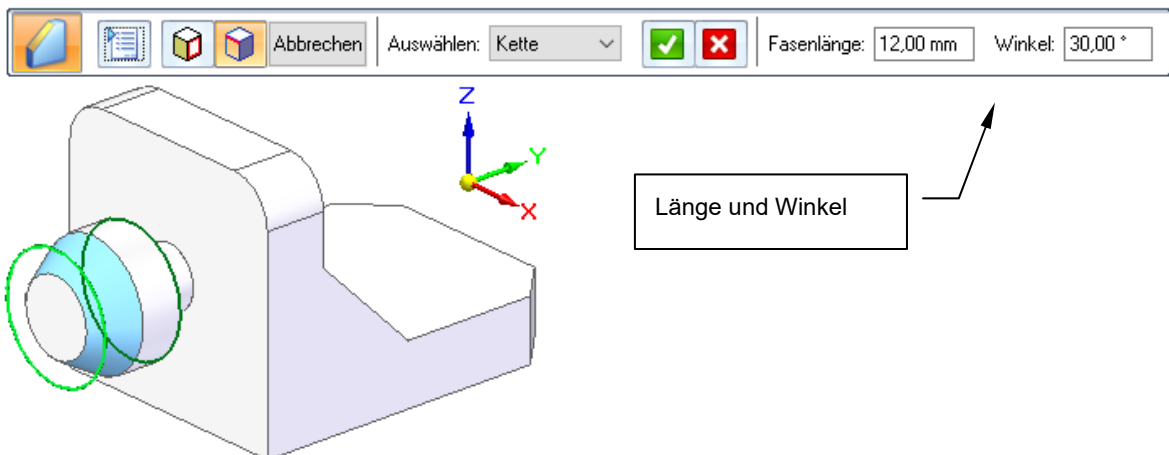 Abbrechen Auswählen: Kette Fasenlänge: 12,00 mm Winkel: 30,00 °
Z
Y
X
Länge und Winkel